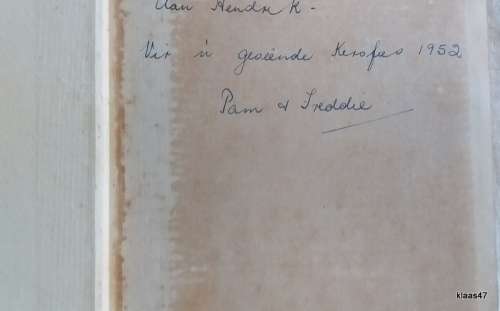 Aan Hendrik -
Vir 'n geseënde Kersfees 1952
Pam & Freddie
klaas47